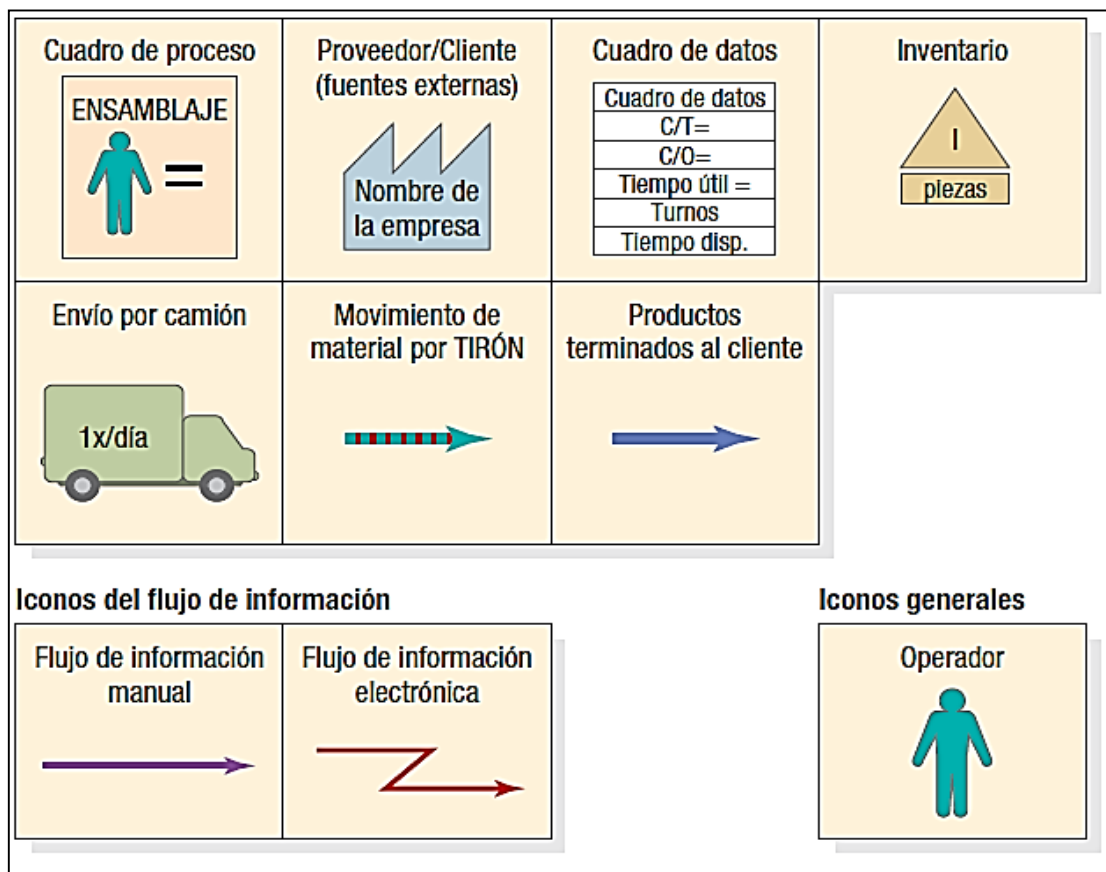 Cuadro de proceso
ENSAMBLAJE
=
Proveedor/Cliente
(fuentes externas)
Nombre de
la empresa
Cuadro de datos
Cuadro de datos
C/T=
C/O=
Tiempo útil =
Turnos
Tiempo disp.
Inventario
I
piezas
Envío por camión
1x/día
Movimiento de
material por TIRÓN
Productos
terminados al cliente
Iconos del flujo de información
Flujo de información
manual
Flujo de información
electrónica
Iconos generales
Operador